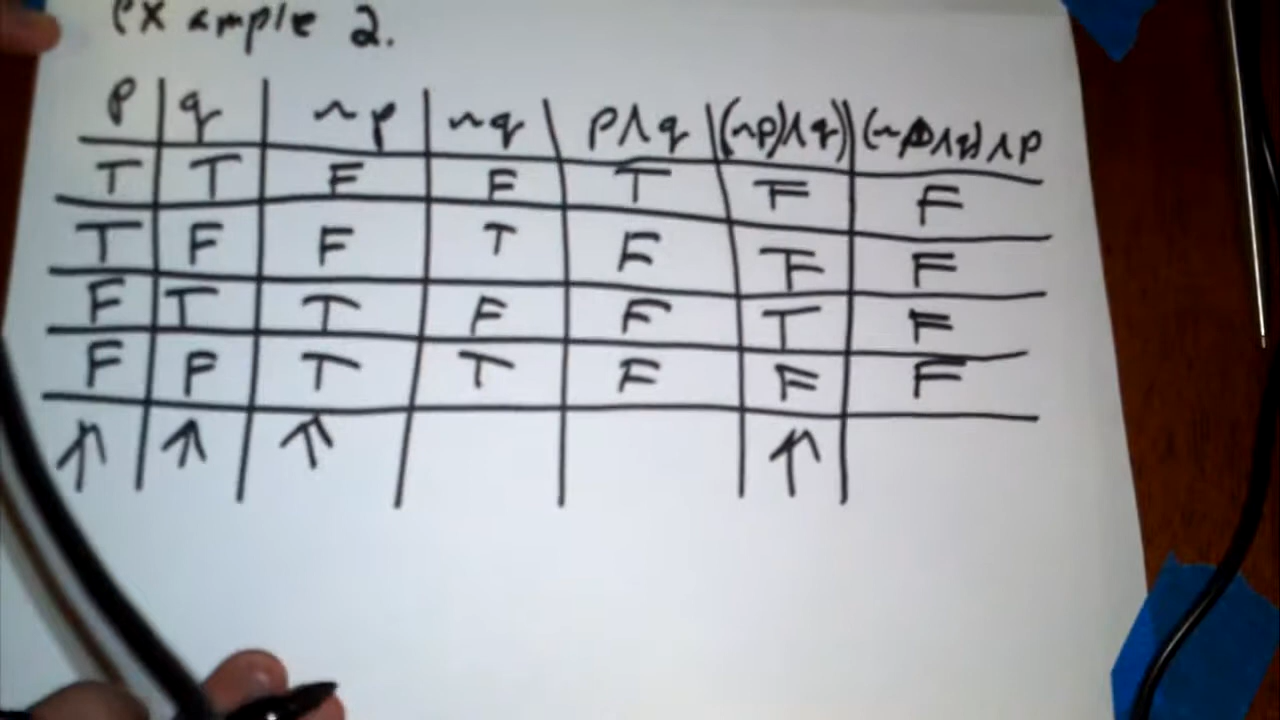 example 2.
p q ~p ~q p∧q (~p)∧q) (~p∧q)∧p
T T F F T F F
T F F T F F F
F T T F F T F
F F T T F F F
↑ ↑ ↑ ↑